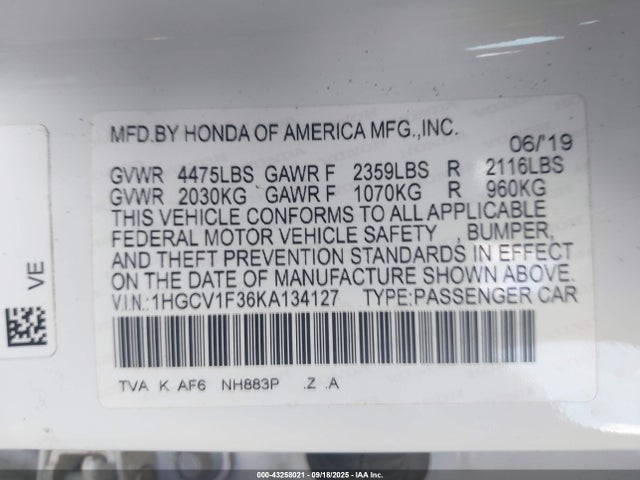 MFD.BY HONDA OF AMERICA MFG.,INC.
06/'19
GVWR 4475LBS GAWR F 2359LBS R 2116LBS
GVWR 2030KG GAWR F 1070KG R 960KG
THIS VEHICLE CONFORMS TO ALL APPLICABLE
FEDERAL MOTOR VEHICLE SAFETY , BUMPER,
AND THEFT PREVENTION STANDARDS IN EFFECT
ON THE DATE OF MANUFACTURE SHOWN ABOVE.
V.I.N.:1HGCV1F36KA134127 TYPE:PASSENGER CAR
TVA K AF6 NH883P .Z .A
VE
000-43258021 - 09/18/2025 - IAA Inc.